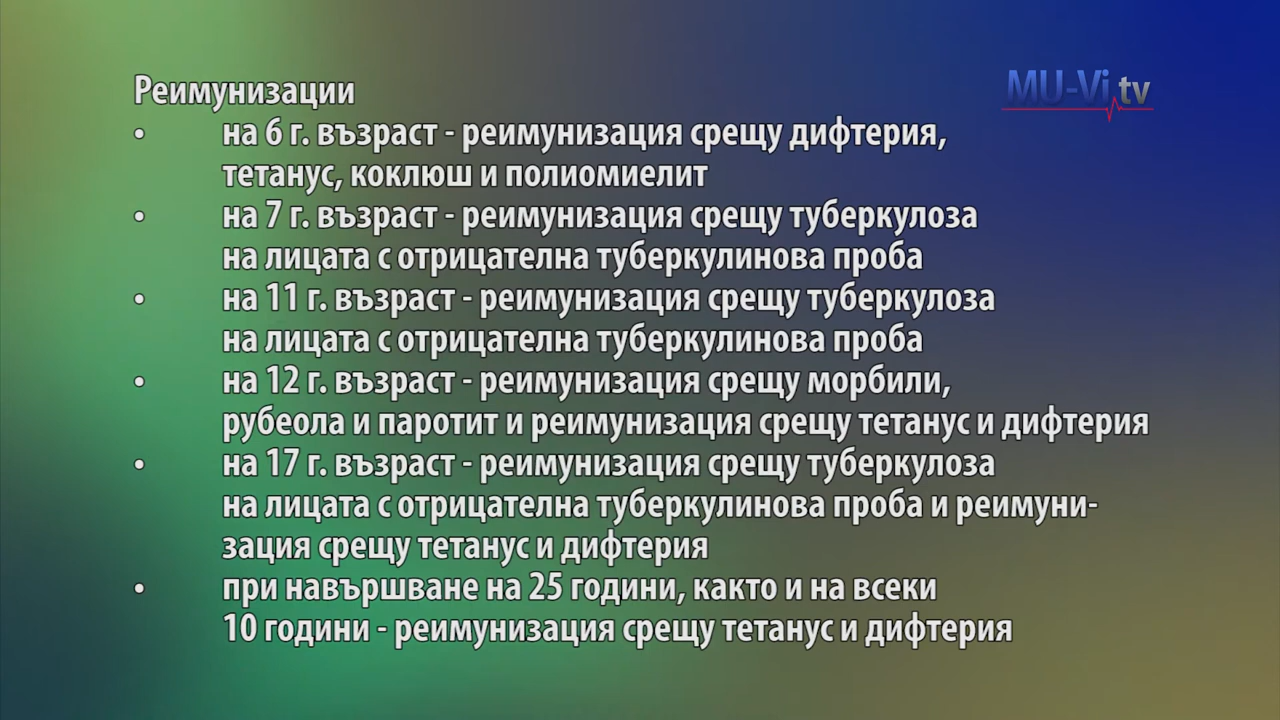 Реимунизации
MU-Vi tv
• на 6 г. възраст - реимунизация срещу дифтерия,
тетанус, коклюш и полиомиелит
• на 7 г. възраст - реимунизация срещу туберкулоза
на лицата с отрицателна туберкулинова проба
• на 11 г. възраст - реимунизация срещу туберкулоза
на лицата с отрицателна туберкулинова проба
• на 12 г. възраст - реимунизация срещу морбили,
рубеола и паротит и реимунизация срещу тетанус и дифтерия
• на 17 г. възраст - реимунизация срещу туберкулоза
на лицата с отрицателна туберкулинова проба и реимуни-
зация срещу тетанус и дифтерия
• при навършване на 25 години, както и на всеки
10 години - реимунизация срещу тетанус и дифтерия